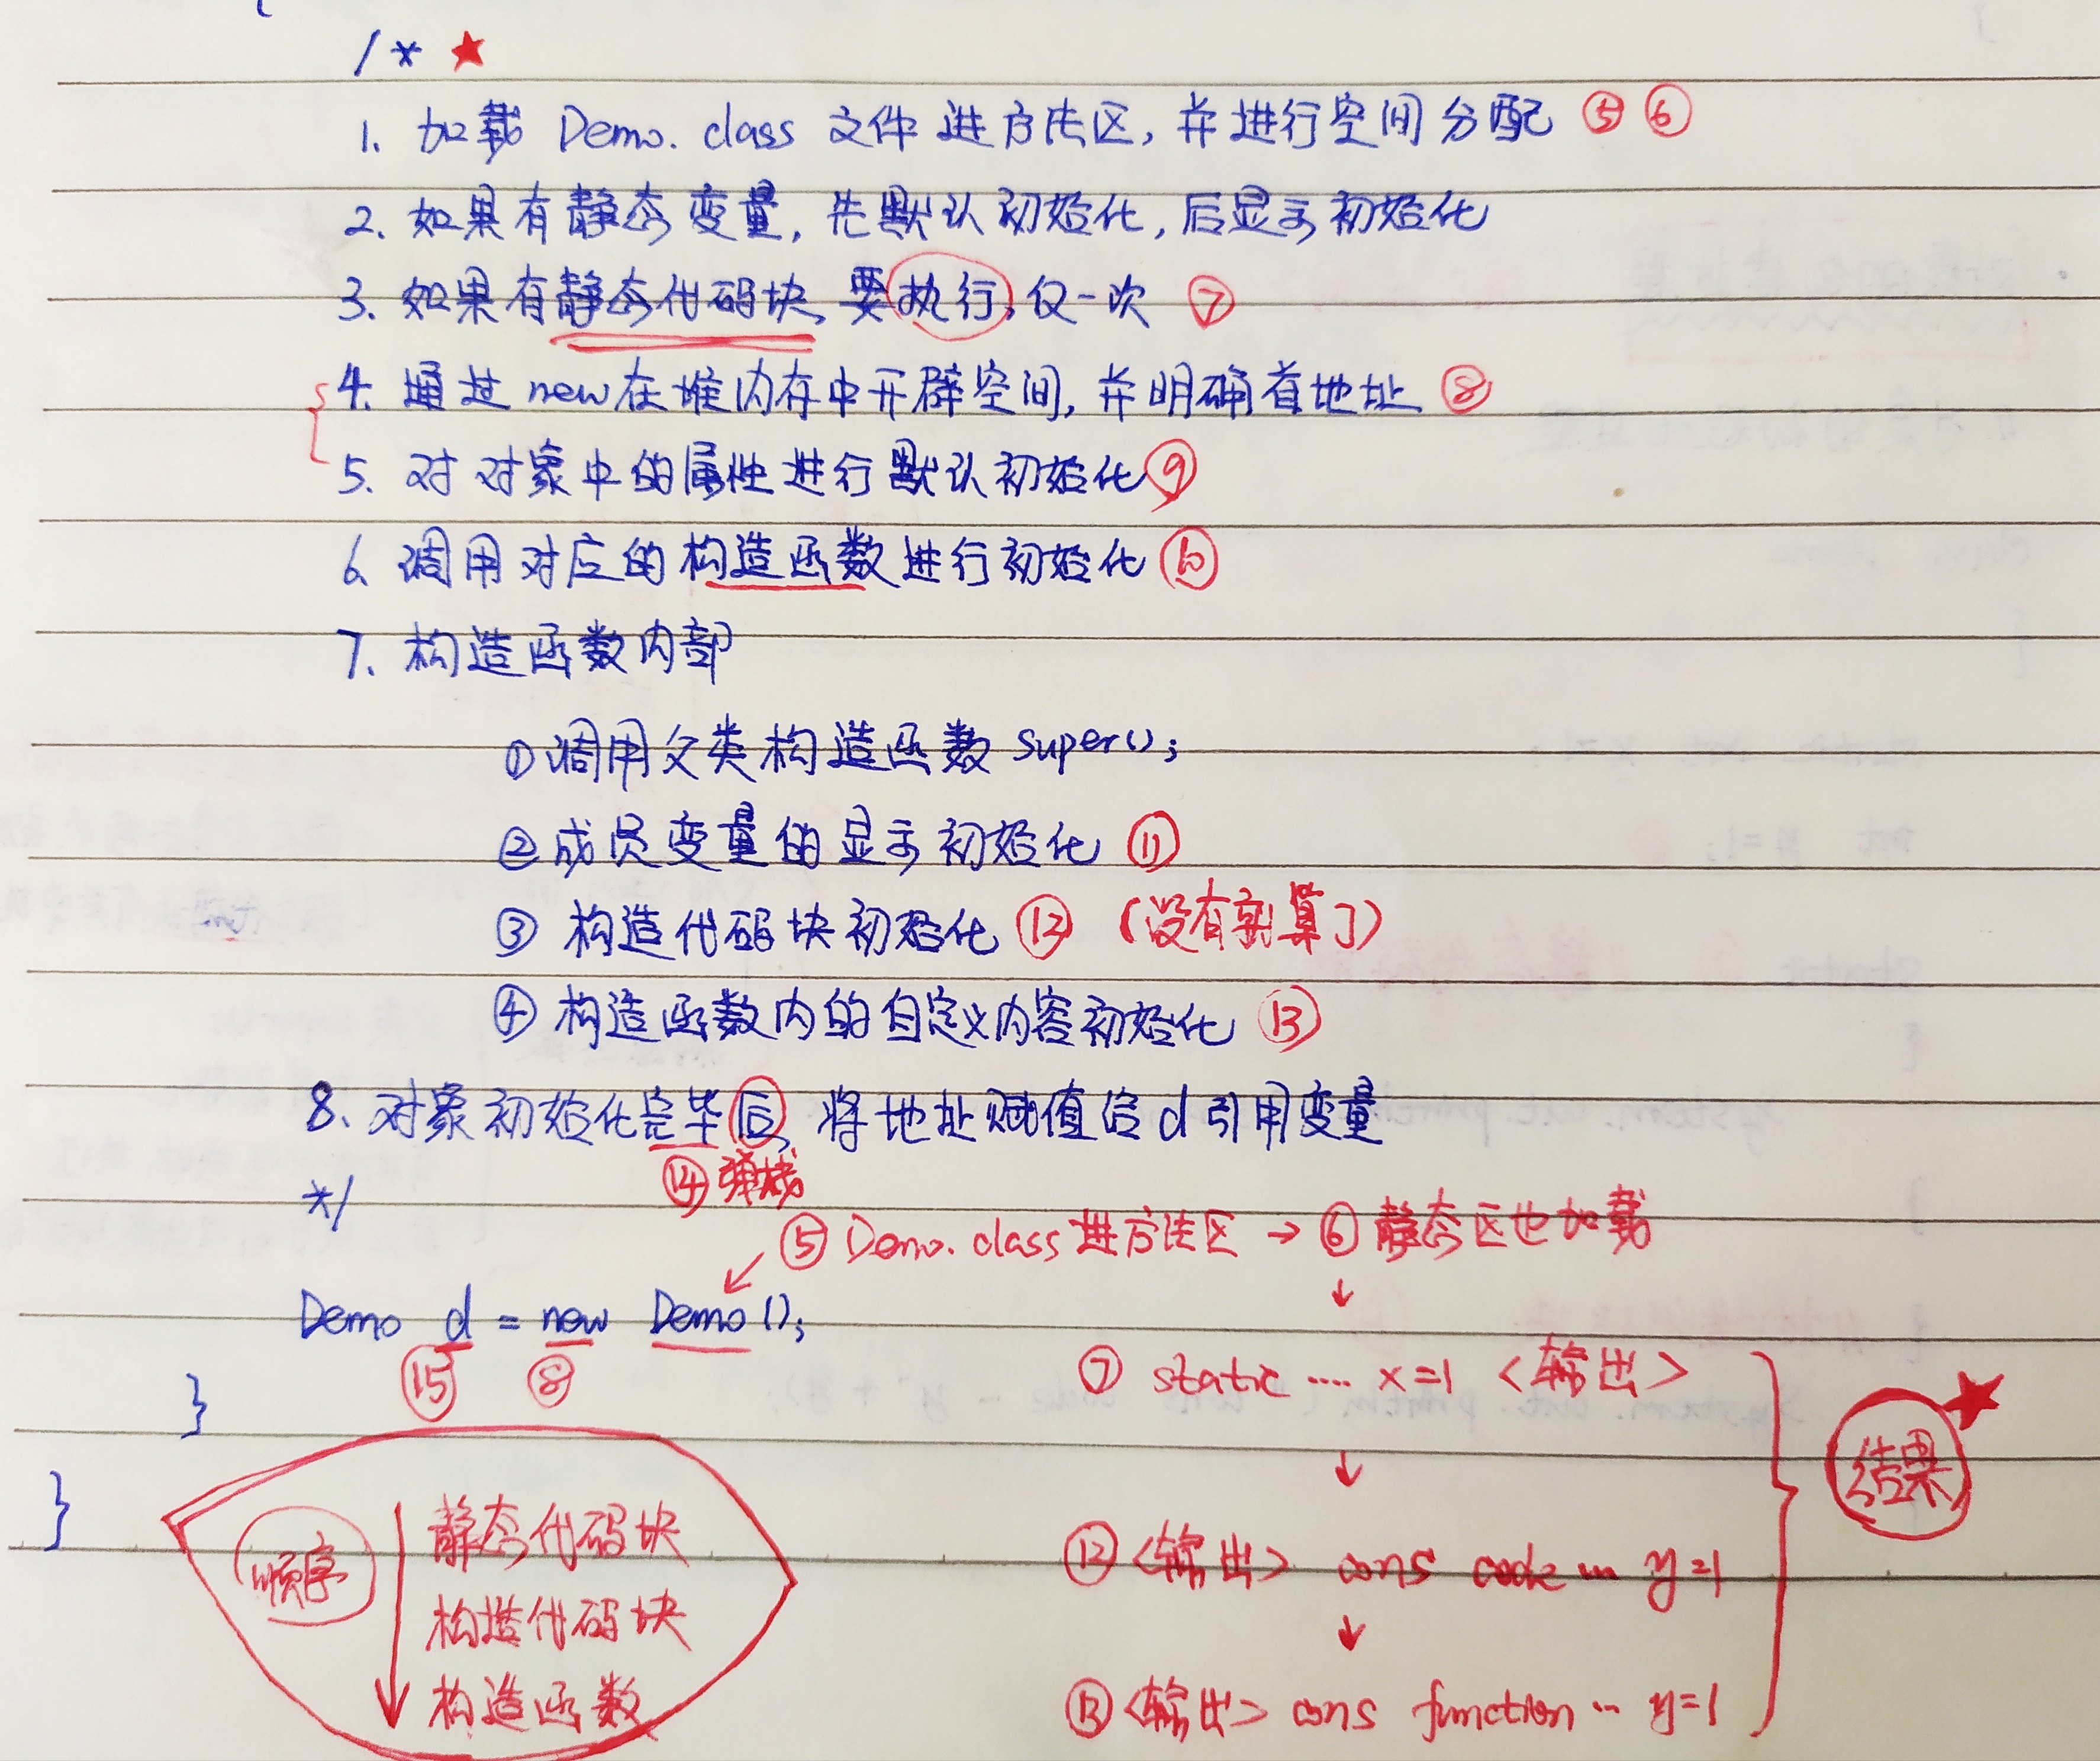 {
/* ★
1. 加载 Demo.class 文件进方法区, 并进行空间分配 ⑤ ⑥
2. 如果有静态变量, 先默认初始化, 后显示初始化
3. 如果有静态代码块, 要执行, 仅一次 ⑦
4. 通过 new 在堆内存中开辟空间, 并明确首地址 ⑧
5. 对对象中的属性进行默认初始化 ⑨
6. 调用对应的构造函数进行初始化 ⑩
7. 构造函数内部
① 调用父类构造函数 super();
② 成员变量的显示初始化 ⑪
③ 构造代码块初始化 ⑫ (没有就算了)
④ 构造函数内的自定义内容初始化 ⑬
8. 对象初始化完毕后, 将地址赋值给 d 引用变量
⑭ 弹栈
*/
⑤ Demo.class 进方法区 → ⑥ 静态区也加载
↓
Demo d = new Demo();
⑮ ⑧
⑦ static .... x=1 <输出>
}
↓
}
顺序
静态代码块
构造代码块
构造函数
⑫ <输出> cons code ... y=1
↓
⑬ <输出> cons function .. y=1
结果 ★